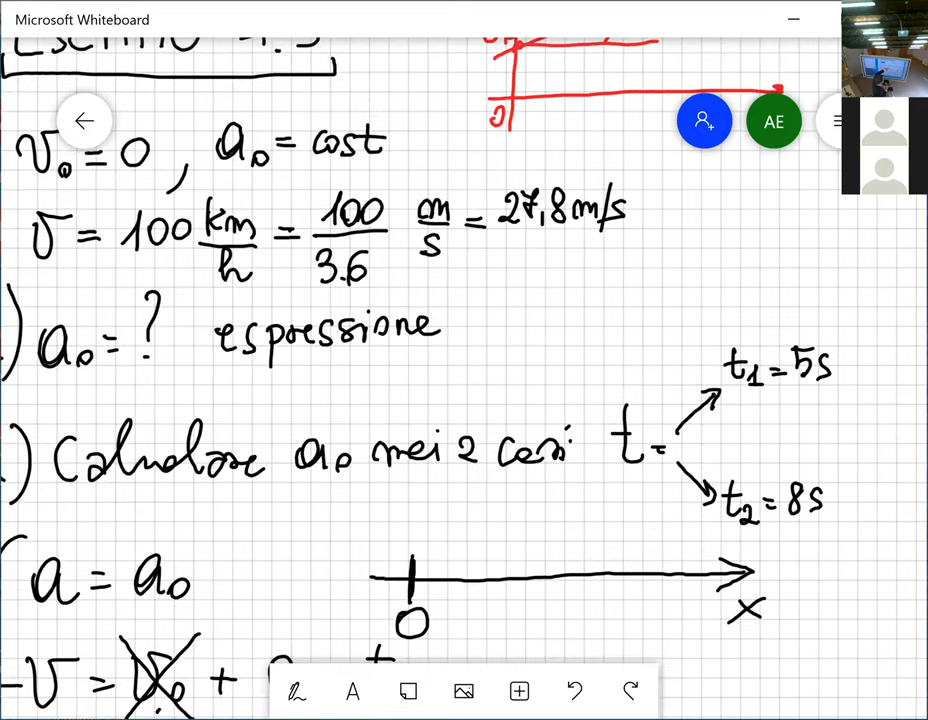 Microsoft Whiteboard
0
AE
v₀ = 0 , a₀ = cost
v = 100 km/h = 100/3.6 m/s = 27,8 m/s
) a₀ = ? espressione
t₁ = 5s
.) Calcolare a₀ nei 2 casi t =
t₂ = 8s
a = a₀
0
x
v = v₀ + t
A